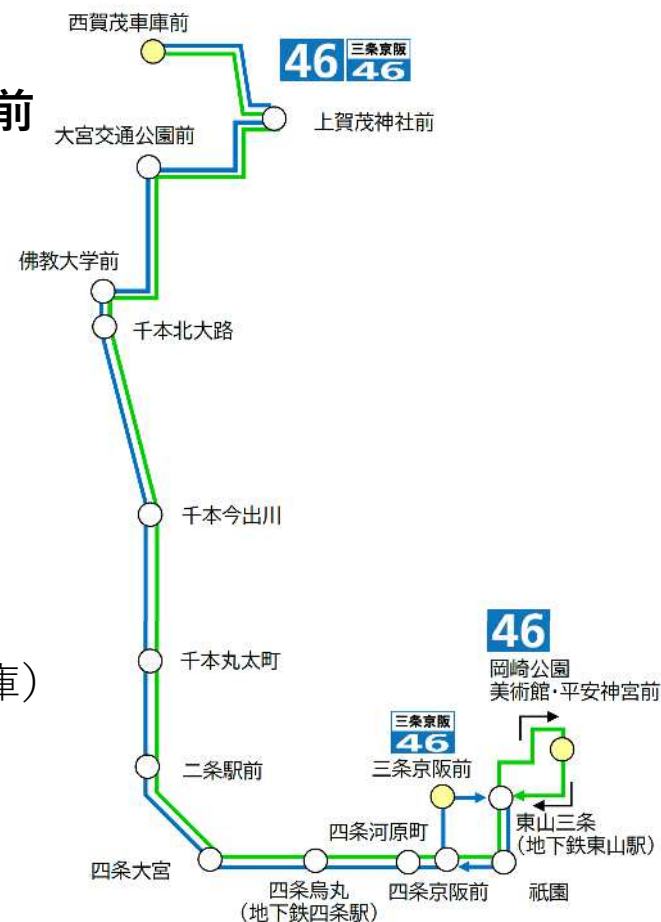 西賀茂車庫前
46
三条京阪
46
前
上賀茂神社前
大宮交通公園前
佛教大学前
千本北大路
千本今出川
千本丸太町
庫）
二条駅前
46
岡崎公園
美術館・平安神宮前
三条京阪
46
三条京阪前
四条河原町
東山三条
（地下鉄東山駅）
四条大宮
四条烏丸
（地下鉄四条駅）
四条京阪前
祇園